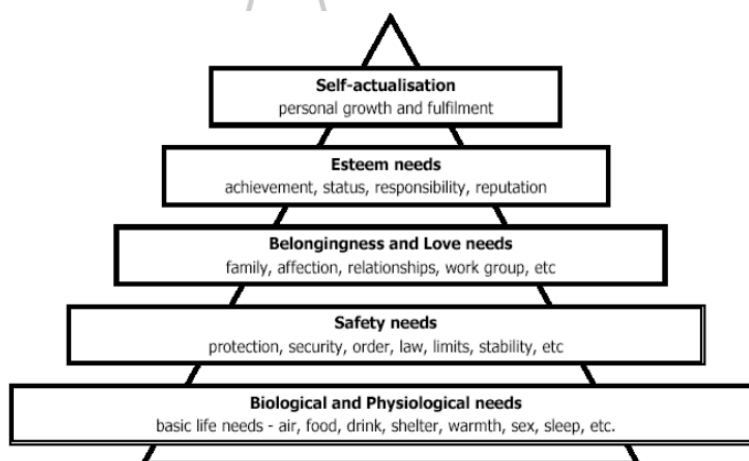 Self-actualisation
personal growth and fulfilment
Esteem needs
achievement, status, responsibility, reputation
Belongingness and Love needs
family, affection, relationships, work group, etc
Safety needs
protection, security, order, law, limits, stability, etc
Biological and Physiological needs
basic life needs - air, food, drink, shelter, warmth, sex, sleep, etc.